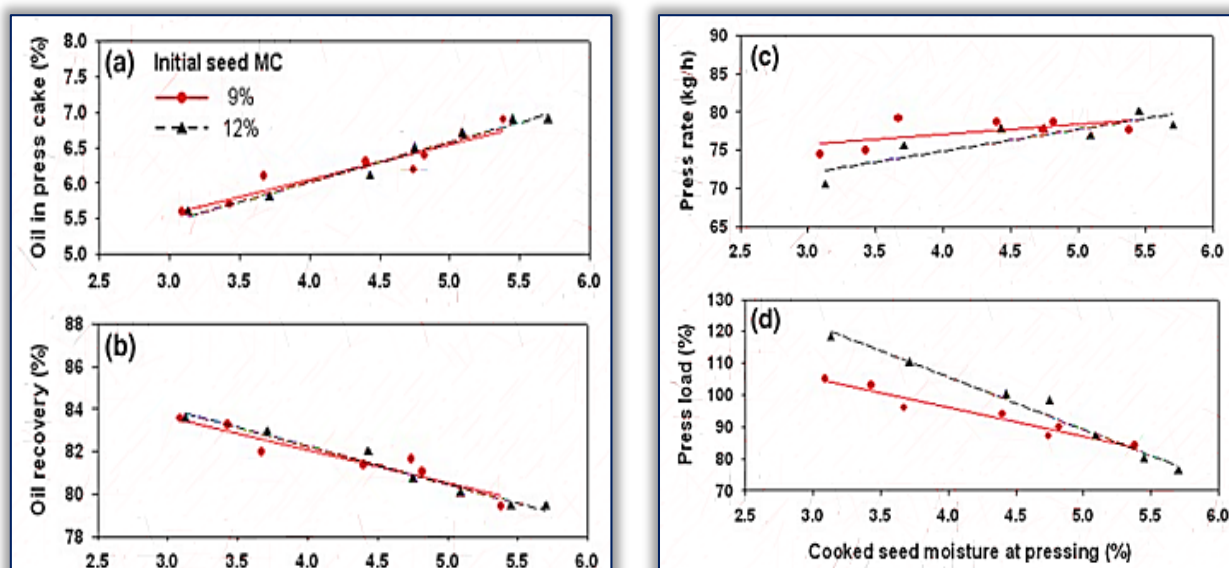 (a) Initial seed MC
9%
12%
Oil in press cake (%)
8.0
7.5
7.0
6.5
6.0
5.5
5.0
2.5 3.0 3.5 4.0 4.5 5.0 5.5 6.0
(b)
Oil recovery (%)
88
86
84
82
80
78
2.5 3.0 3.5 4.0 4.5 5.0 5.5 6.0
(c)
Press rate (kg/h)
90
85
80
75
70
65
2.5 3.0 3.5 4.0 4.5 5.0 5.5 6.0
(d)
Press load (%)
130
120
110
100
90
80
70
2.5 3.0 3.5 4.0 4.5 5.0 5.5 6.0
Cooked seed moisture at pressing (%)